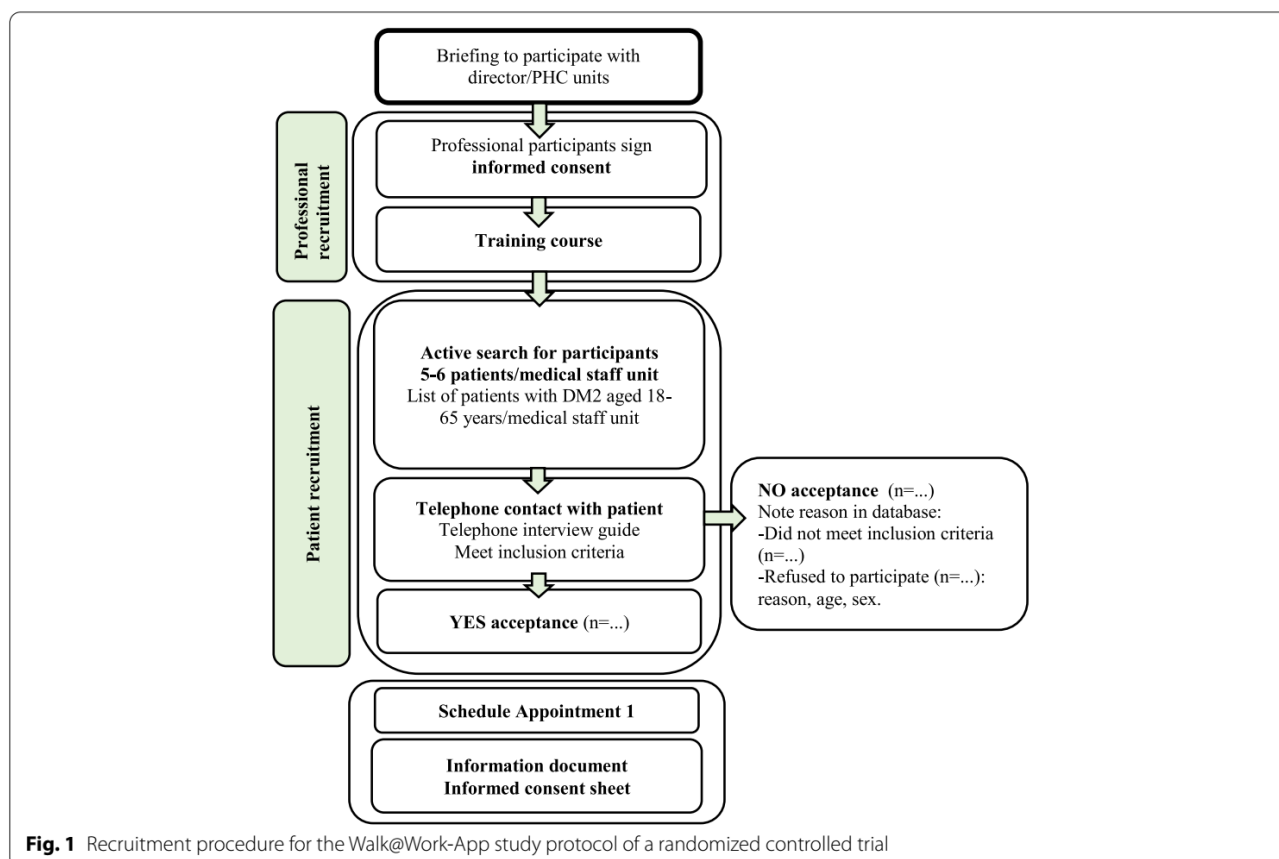 Briefing to participate with
director/PHC units
Professional
recruitment
Professional participants sign
informed consent
Training course
Patient recruitment
Active search for participants
5-6 patients/medical staff unit
List of patients with DM2 aged 18-
65 years/medical staff unit
Telephone contact with patient
Telephone interview guide
Meet inclusion criteria
NO acceptance (n=...)
Note reason in database:
-Did not meet inclusion criteria
(n=...)
-Refused to participate (n=...):
reason, age, sex.
YES acceptance (n=...)
Schedule Appointment 1
Information document
Informed consent sheet
Fig. 1 Recruitment procedure for the Walk@Work-App study protocol of a randomized controlled trial